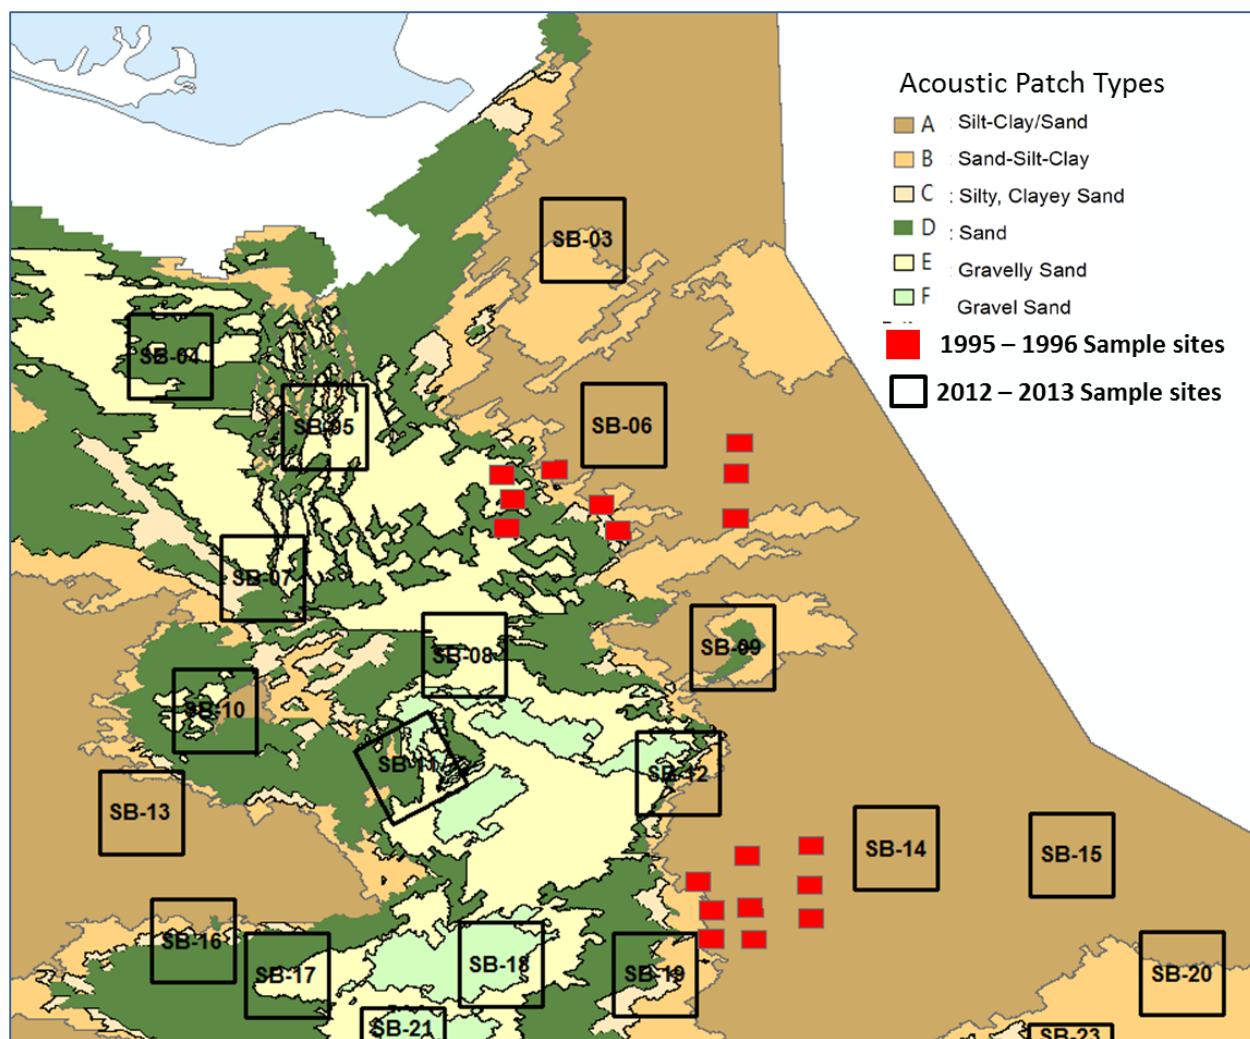 Acoustic Patch Types
A : Silt-Clay/Sand
B : Sand-Silt-Clay
C : Silty, Clayey Sand
D : Sand
E : Gravelly Sand
F Gravel Sand
1995 – 1996 Sample sites
2012 – 2013 Sample sites
SB-03
SB-04
SB-05
SB-06
SB-07
SB-08
SB-09
SB-10
SB-11
SB-12
SB-13
SB-14
SB-15
SB-16
SB-17
SB-18
SB-19
SB-20
SB-21
SB-23